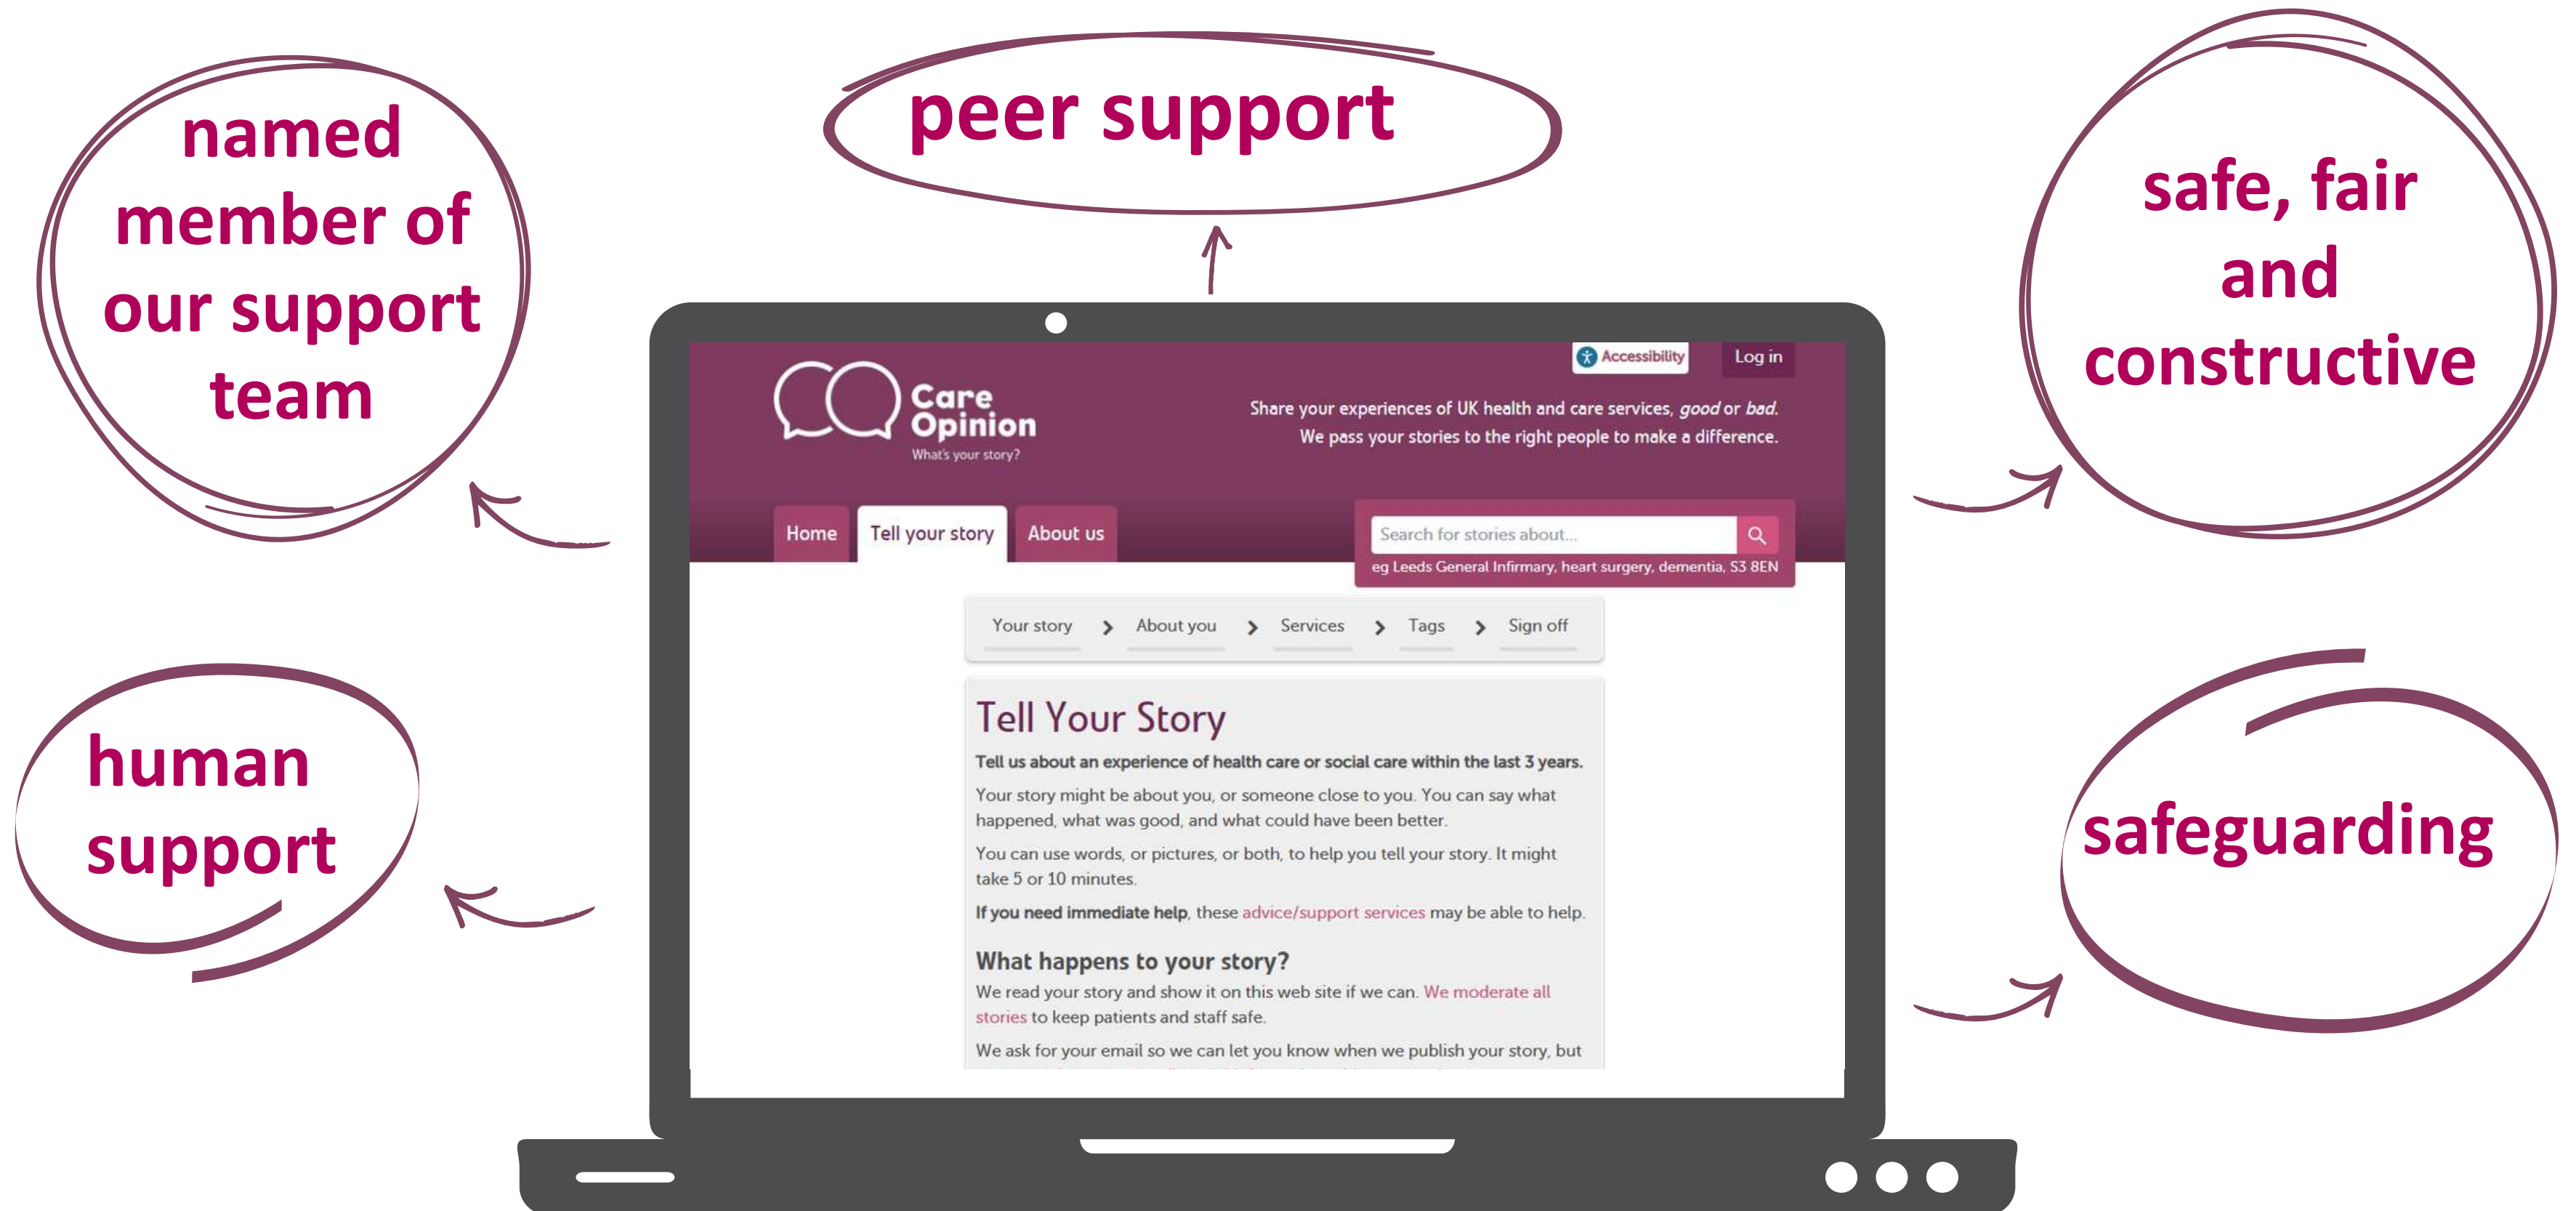 named
member of
our support
team
peer support
safe, fair
and
constructive
human
support
safeguarding
Care
Opinion
What's your story?
Accessibility
Log in
Share your experiences of UK health and care services, good or bad.
We pass your stories to the right people to make a difference.
Home
Tell your story
About us
Search for stories about...
eg Leeds General Infirmary, heart surgery, dementia, S3 8EN
Your story > About you > Services > Tags > Sign off
Tell Your Story
Tell us about an experience of health care or social care within the last 3 years.
Your story might be about you, or someone close to you. You can say what
happened, what was good, and what could have been better.
You can use words, or pictures, or both, to help you tell your story. It might
take 5 or 10 minutes.
If you need immediate help, these advice/support services may be able to help.
What happens to your story?
We read your story and show it on this web site if we can. We moderate all
stories to keep patients and staff safe.
We ask for your email so we can let you know when we publish your story, but